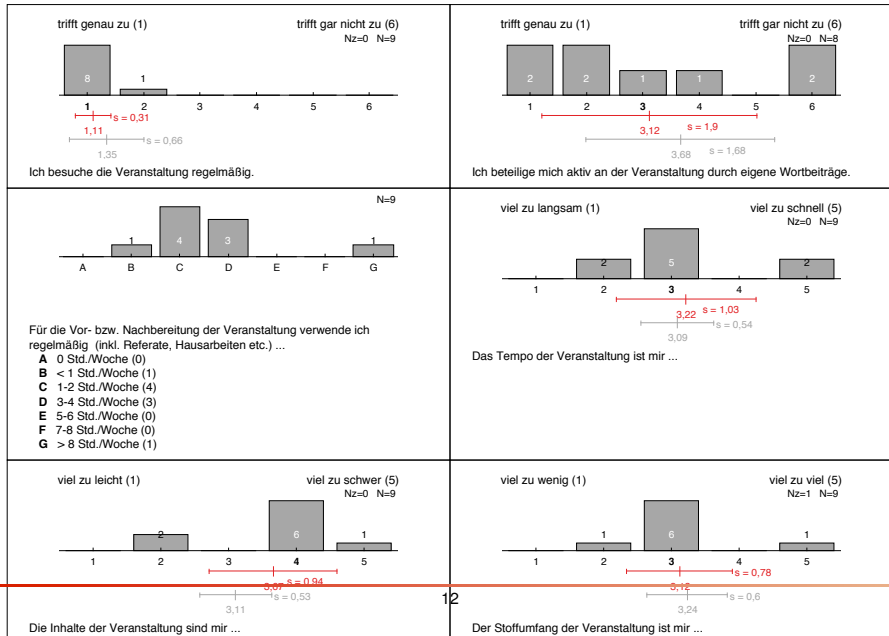 trifft genau zu (1) trifft gar nicht zu (6)
Nz=0 N=9
8 1
1 2 3 4 5 6
s = 0,31
1,11
s = 0,66
1,35
Ich besuche die Veranstaltung regelmäßig.
trifft genau zu (1) trifft gar nicht zu (6)
Nz=0 N=8
2 2 1 1 2
1 2 3 4 5 6
3,12 s = 1,9
3,68 s = 1,68
Ich beteilige mich aktiv an der Veranstaltung durch eigene Wortbeiträge.
N=9
1 4 3 1
A B C D E F G
Für die Vor- bzw. Nachbereitung der Veranstaltung verwende ich
regelmäßig (inkl. Referate, Hausarbeiten etc.) ...
A 0 Std./Woche (0)
B < 1 Std./Woche (1)
C 1-2 Std./Woche (4)
D 3-4 Std./Woche (3)
E 5-6 Std./Woche (0)
F 7-8 Std./Woche (0)
G > 8 Std./Woche (1)
viel zu langsam (1) viel zu schnell (5)
Nz=0 N=9
2 5 2
1 2 3 4 5
3,22 s = 1,03
3,09 s = 0,54
Das Tempo der Veranstaltung ist mir ...
viel zu leicht (1) viel zu schwer (5)
Nz=0 N=9
2 6 1
1 2 3 4 5
3,67 s = 0,94
3,11 s = 0,53
Die Inhalte der Veranstaltung sind mir ...
viel zu wenig (1) viel zu viel (5)
Nz=1 N=9
1 6 1
1 2 3 4 5
s = 0,78
3,12
s = 0,6
3,24
Der Stoffumfang der Veranstaltung ist mir ...
12